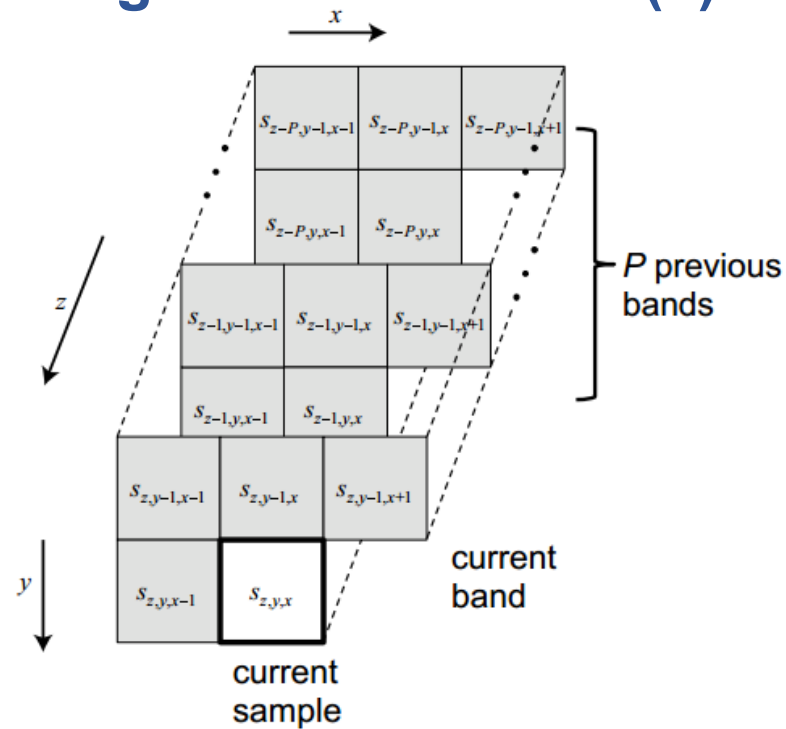 x
s_{z−P,y−1,x−1} s_{z−P,y−1,x} s_{z−P,y−1,x+1}
s_{z−P,y,x−1} s_{z−P,y,x}
P previous
bands
z
s_{z−1,y−1,x−1} s_{z−1,y−1,x} s_{z−1,y−1,x+1}
s_{z−1,y,x−1} s_{z−1,y,x}
s_{z,y−1,x−1} s_{z,y−1,x} s_{z,y−1,x+1}
current
band
y
s_{z,y,x−1} s_{z,y,x}
current
sample